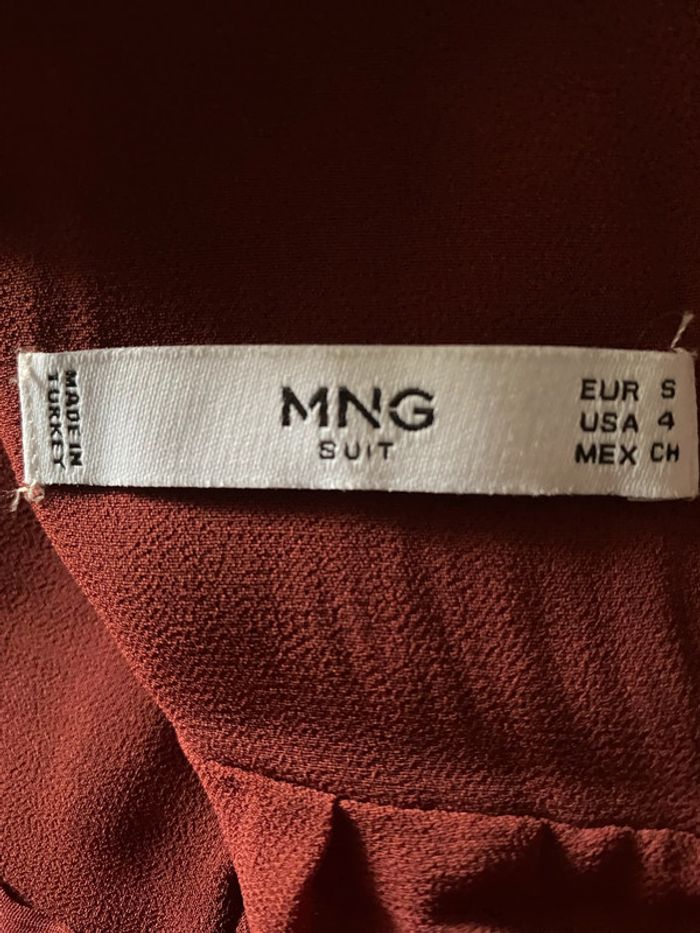 MADE IN
TURKEY
MNG
SUIT
EUR S
USA 4
MEX CH